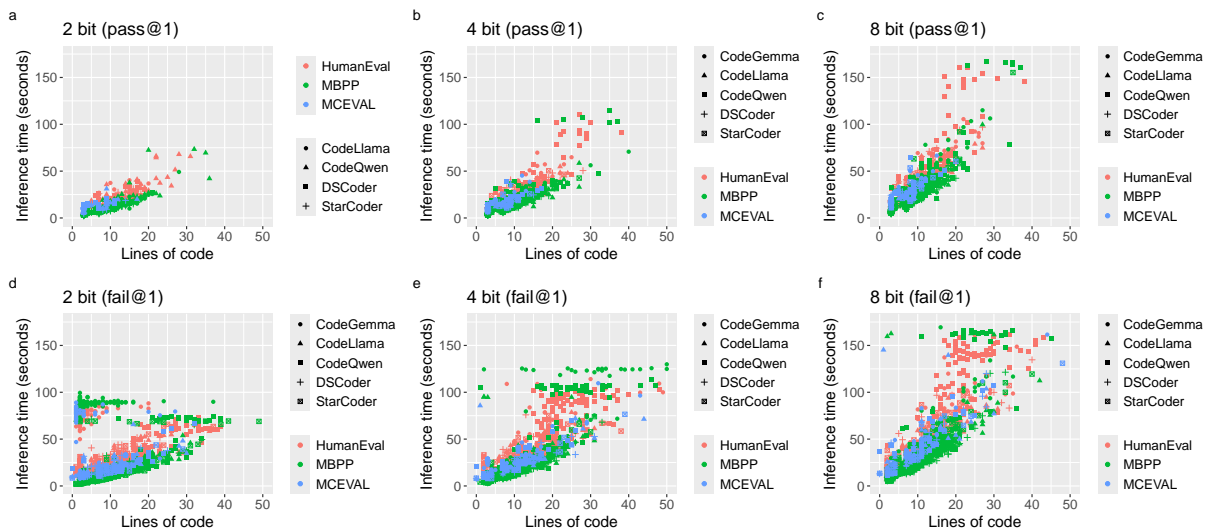 a
2 bit (pass@1)
Inference time (seconds)
150
100
50
0
0 10 20 30 40 50
Lines of code
HumanEval
MBPP
MCEVAL
CodeLlama
CodeQwen
DSCoder
StarCoder
b
4 bit (pass@1)
Inference time (seconds)
150
100
50
0
0 10 20 30 40 50
Lines of code
CodeGemma
CodeLlama
CodeQwen
DSCoder
StarCoder
HumanEval
MBPP
MCEVAL
c
8 bit (pass@1)
Inference time (seconds)
150
100
50
0
0 10 20 30 40 50
Lines of code
CodeGemma
CodeLlama
CodeQwen
DSCoder
StarCoder
HumanEval
MBPP
MCEVAL
d
2 bit (fail@1)
Inference time (seconds)
150
100
50
0
0 10 20 30 40 50
Lines of code
CodeGemma
CodeLlama
CodeQwen
DSCoder
StarCoder
HumanEval
MBPP
MCEVAL
e
4 bit (fail@1)
Inference time (seconds)
150
100
50
0
0 10 20 30 40 50
Lines of code
CodeGemma
CodeLlama
CodeQwen
DSCoder
StarCoder
HumanEval
MBPP
MCEVAL
f
8 bit (fail@1)
Inference time (seconds)
150
100
50
0
0 10 20 30 40 50
Lines of code
CodeGemma
CodeLlama
CodeQwen
DSCoder
StarCoder
HumanEval
MBPP
MCEVAL